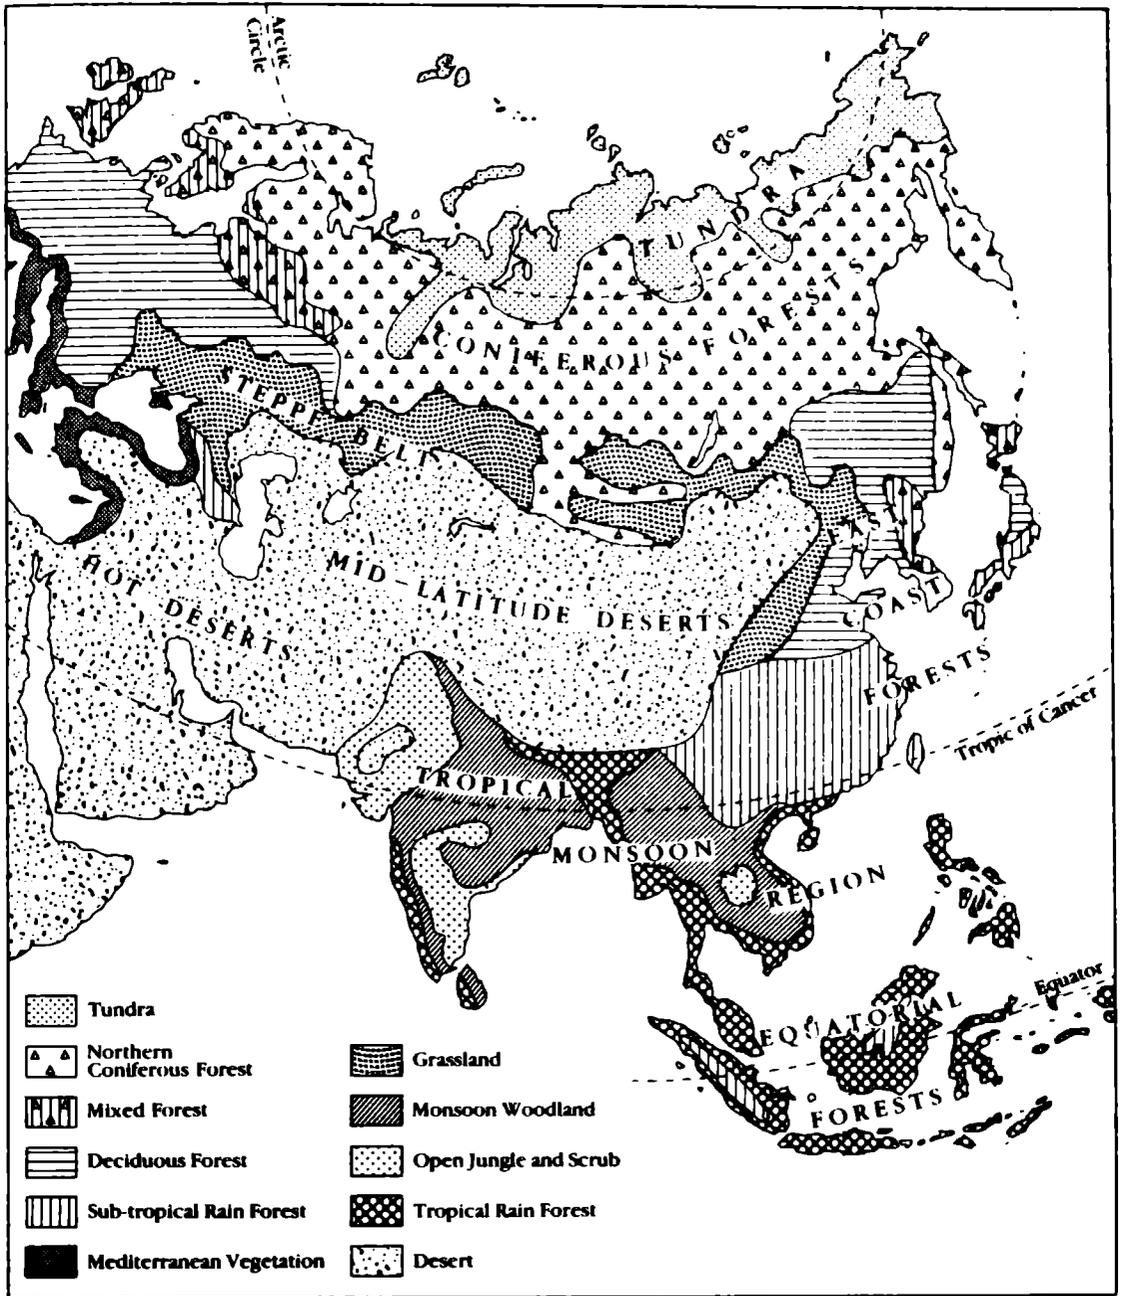 Arctic
Circle
TUNDRA
CONIFEROUS FORESTS
STEPPE BELT
EAST
COAST
FORESTS
HOT DESERTS
MID-LATITUDE DESERTS
Tropic of Cancer
TROPICAL
MONSOON
REGION
Equator
EQUATORIAL
FORESTS
Tundra
Northern
Coniferous Forest
Mixed Forest
Deciduous Forest
Sub-tropical Rain Forest
Mediterranean Vegetation
Grassland
Monsoon Woodland
Open Jungle and Scrub
Tropical Rain Forest
Desert